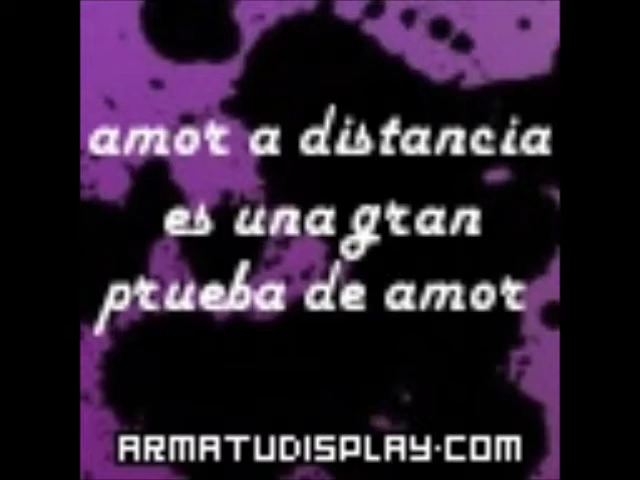 amor a distancia
es una gran
prueba de amor
ARMATUDISPLAY.COM